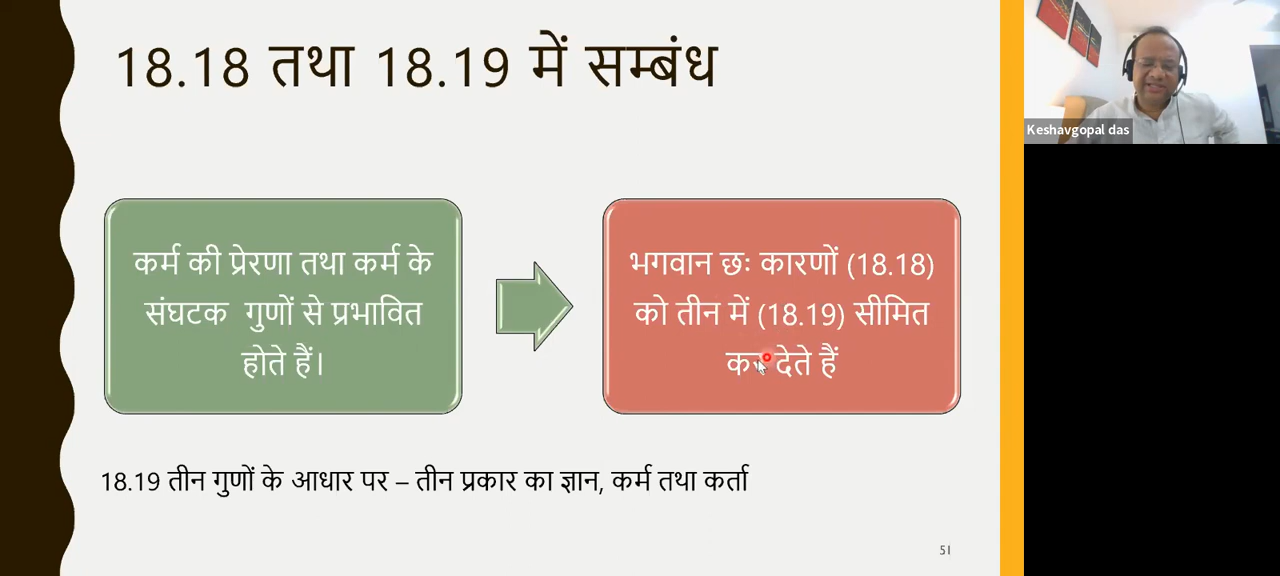 18.18 तथा 18.19 में सम्बंध
कर्म की प्रेरणा तथा कर्म के
संघटक गुणों से प्रभावित
होते हैं।
भगवान छः कारणों (18.18)
को तीन में (18.19) सीमित
कर देते हैं
18.19 तीन गुणों के आधार पर – तीन प्रकार का ज्ञान, कर्म तथा कर्ता
51
Keshavgopal das